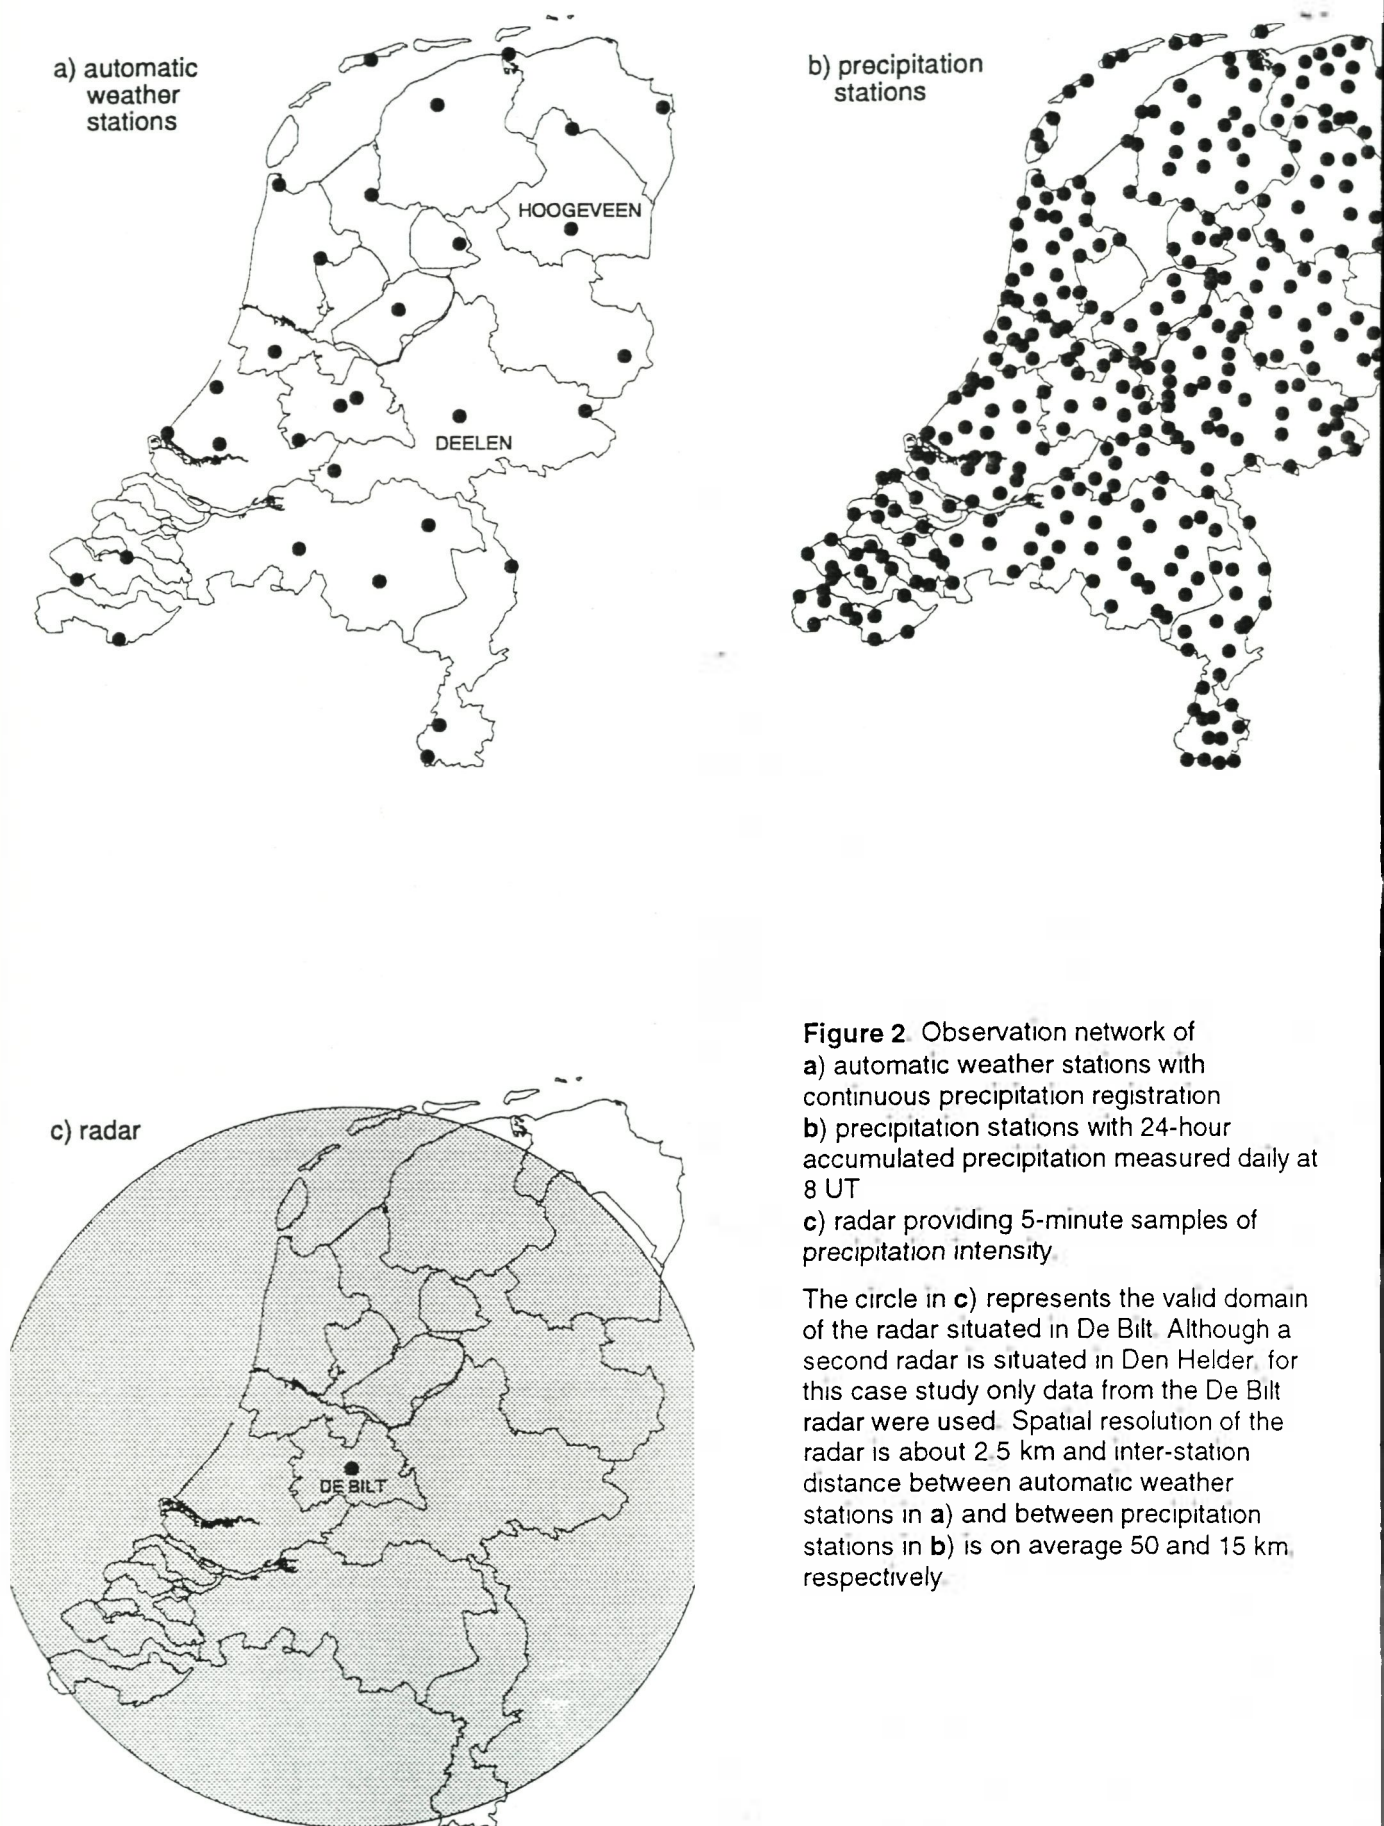 a) automatic
weather
stations
HOOGEVEEN
DEELEN
b) precipitation
stations
c) radar
DE BILT
Figure 2. Observation network of
a) automatic weather stations with
continuous precipitation registration
b) precipitation stations with 24-hour
accumulated precipitation measured daily at
8 UT
c) radar providing 5-minute samples of
precipitation intensity.
The circle in c) represents the valid domain
of the radar situated in De Bilt. Although a
second radar is situated in Den Helder, for
this case study only data from the De Bilt
radar were used. Spatial resolution of the
radar is about 2.5 km and inter-station
distance between automatic weather
stations in a) and between precipitation
stations in b) is on average 50 and 15 km,
respectively.